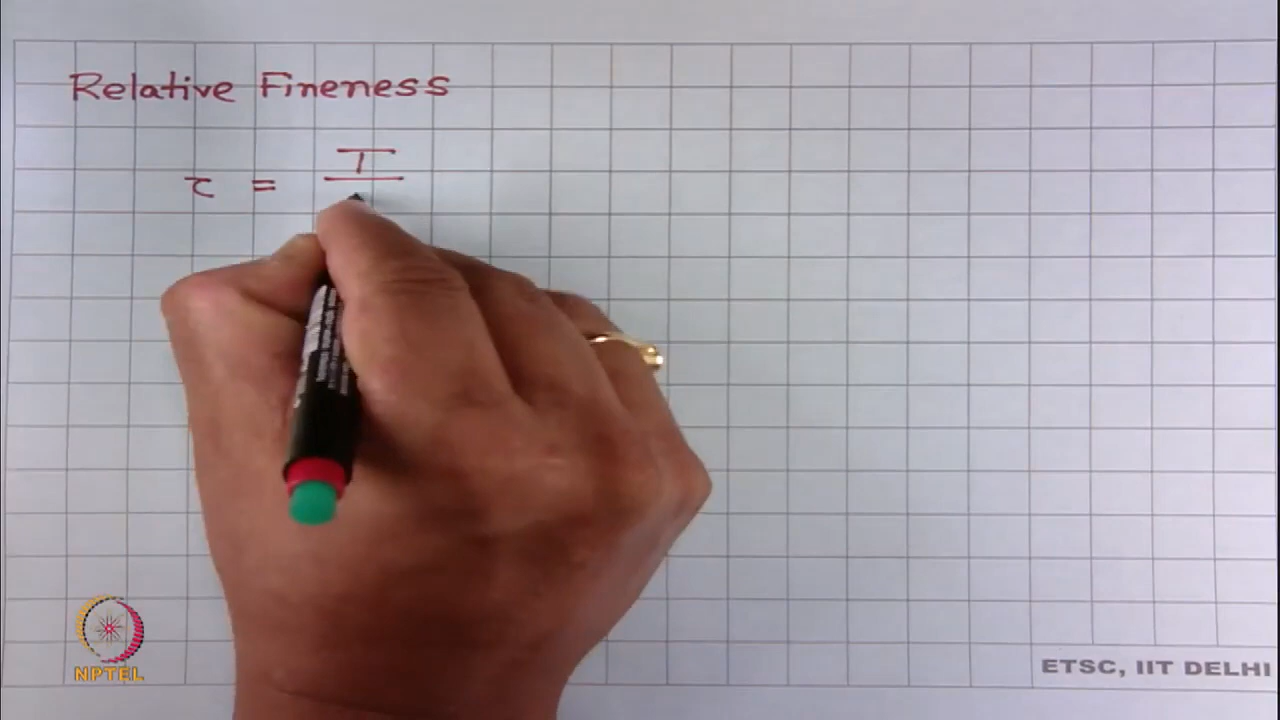 Relative Fineness
τ = T
NPTEL
ETSC, IIT DELHI